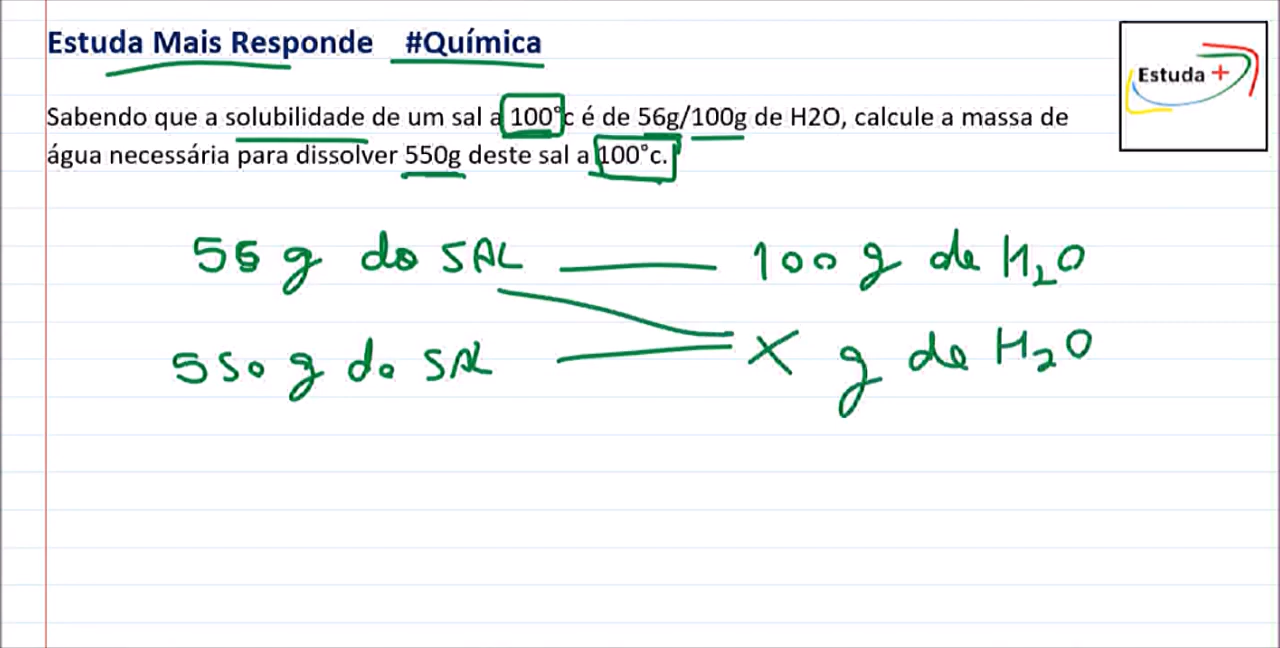 Estuda Mais Responde #Química
Estuda +
Sabendo que a solubilidade de um sal a 100°c é de 56g/100g de H2O, calcule a massa de
água necessária para dissolver 550g deste sal a 100°c.
56 g do SAL — 100 g de H2O
550 g do SAL — X g de H2O